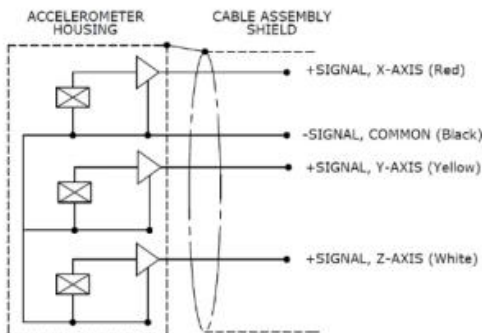 ACCELEROMETER
HOUSING
CABLE ASSEMBLY
SHIELD
+SIGNAL, X-AXIS (Red)
-SIGNAL, COMMON (Black)
+SIGNAL, Y-AXIS (Yellow)
+SIGNAL, Z-AXIS (White)